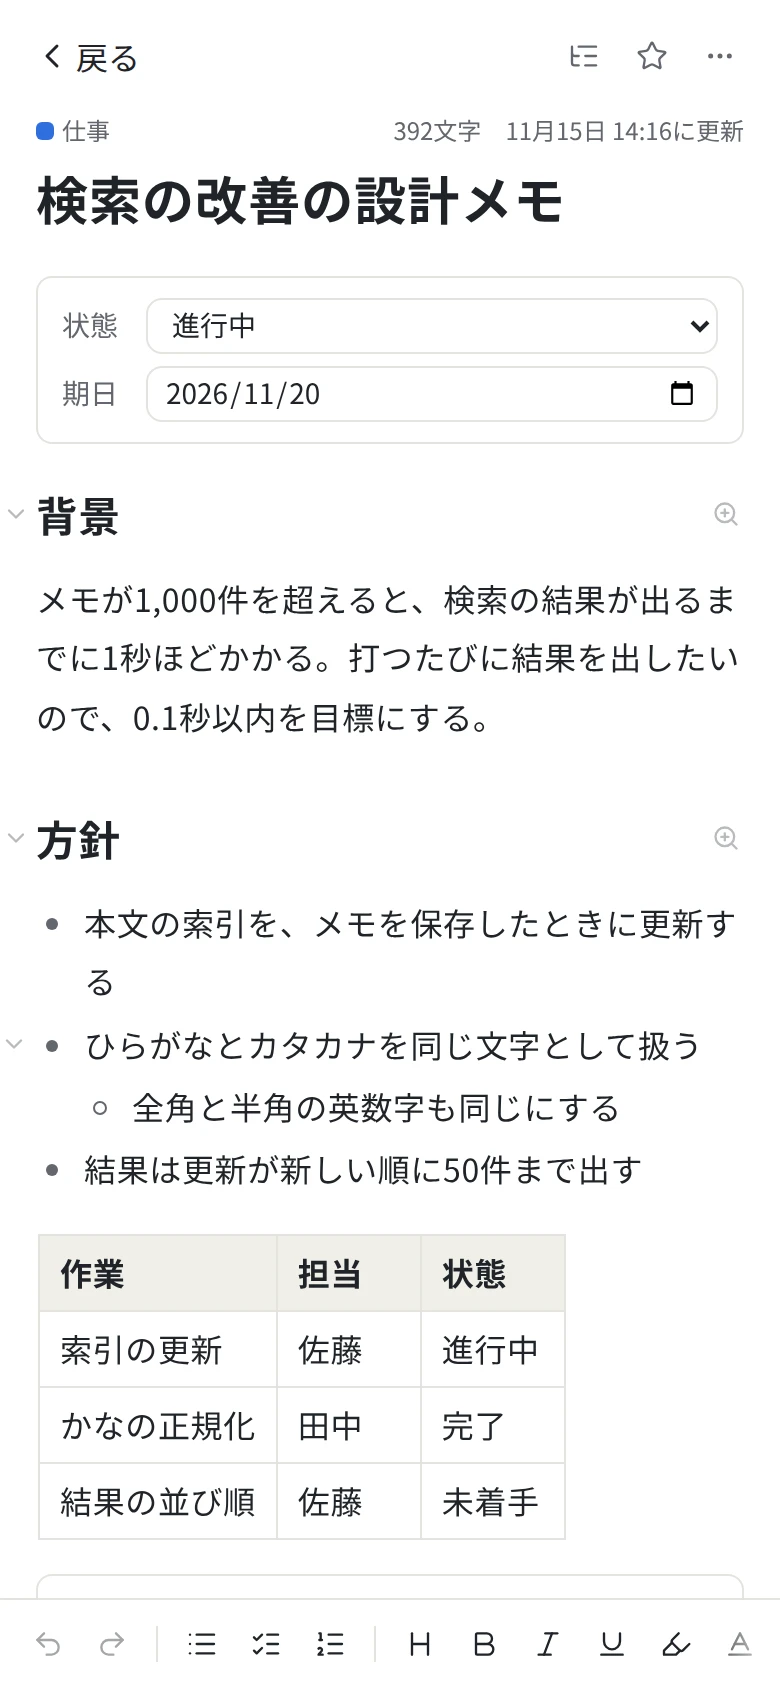 戻る
仕事 392文字 11月15日 14:16に更新
検索の改善の設計メモ
状態 進行中
期日 2026/11/20
背景
メモが1,000件を超えると、検索の結果が出るま
でに1秒ほどかかる。打つたびに結果を出したい
ので、0.1秒以内を目標にする。
方針
本文の索引を、メモを保存したときに更新す
る
ひらがなとカタカナを同じ文字として扱う
全角と半角の英数字も同じにする
結果は更新が新しい順に50件まで出す
作業 担当 状態
索引の更新 佐藤 進行中
かなの正規化 田中 完了
結果の並び順 佐藤 未着手
H B I U A